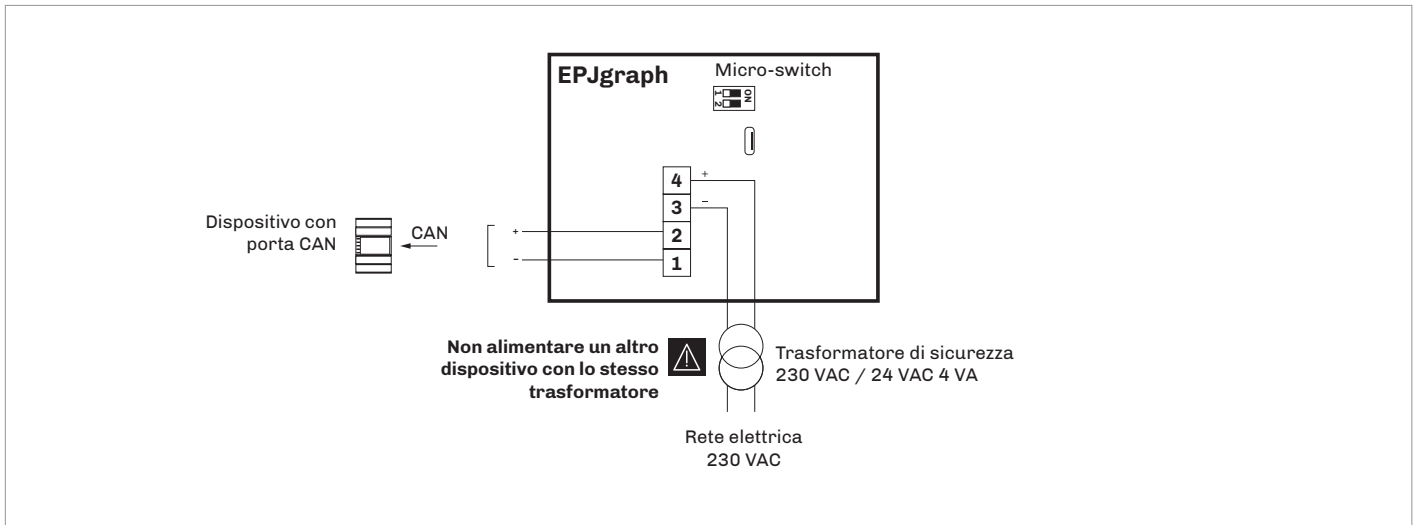 EPJgraph
Micro-switch
1 2 ON
4 +
3 –
Dispositivo con
porta CAN
CAN
+ 2
- 1
Non alimentare un altro
dispositivo con lo stesso
trasformatore
Trasformatore di sicurezza
230 VAC / 24 VAC 4 VA
Rete elettrica
230 VAC